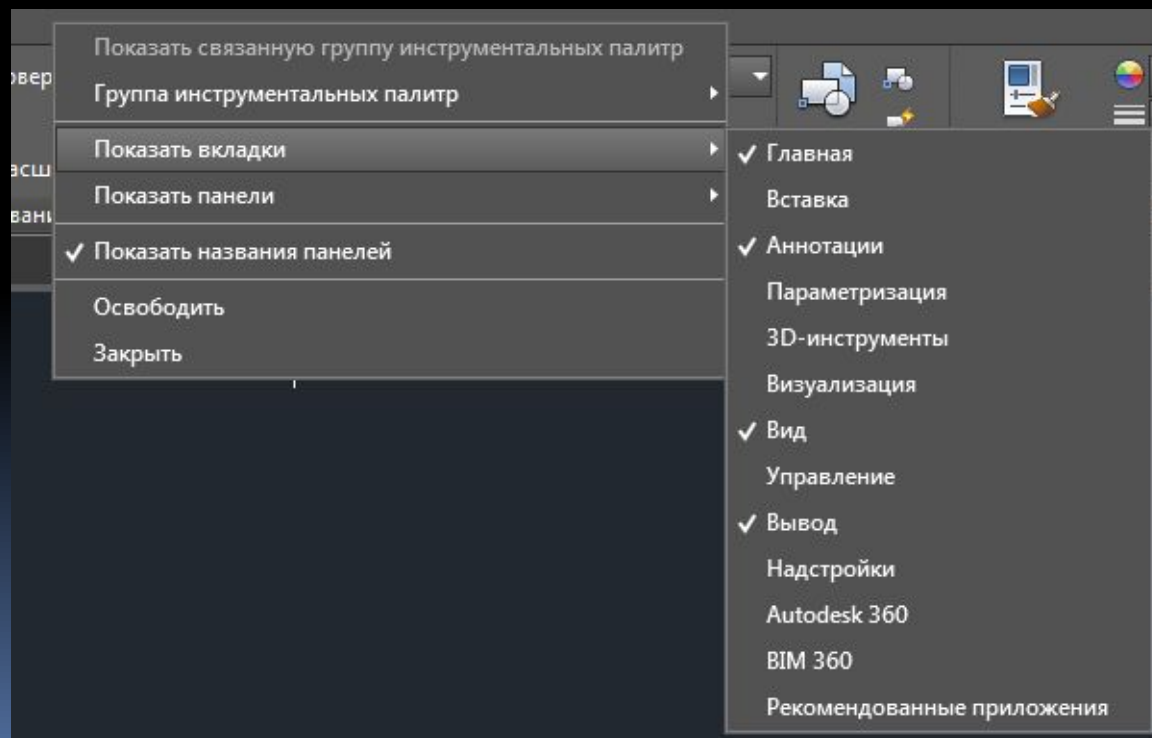 Показать связанную группу инструментальных палитр
Группа инструментальных палитр
Показать вкладки
Показать панели
Показать названия панелей
Освободить
Закрыть
Главная
Вставка
Аннотации
Параметризация
3D-инструменты
Визуализация
Вид
Управление
Вывод
Надстройки
Autodesk 360
BIM 360
Рекомендованные приложения